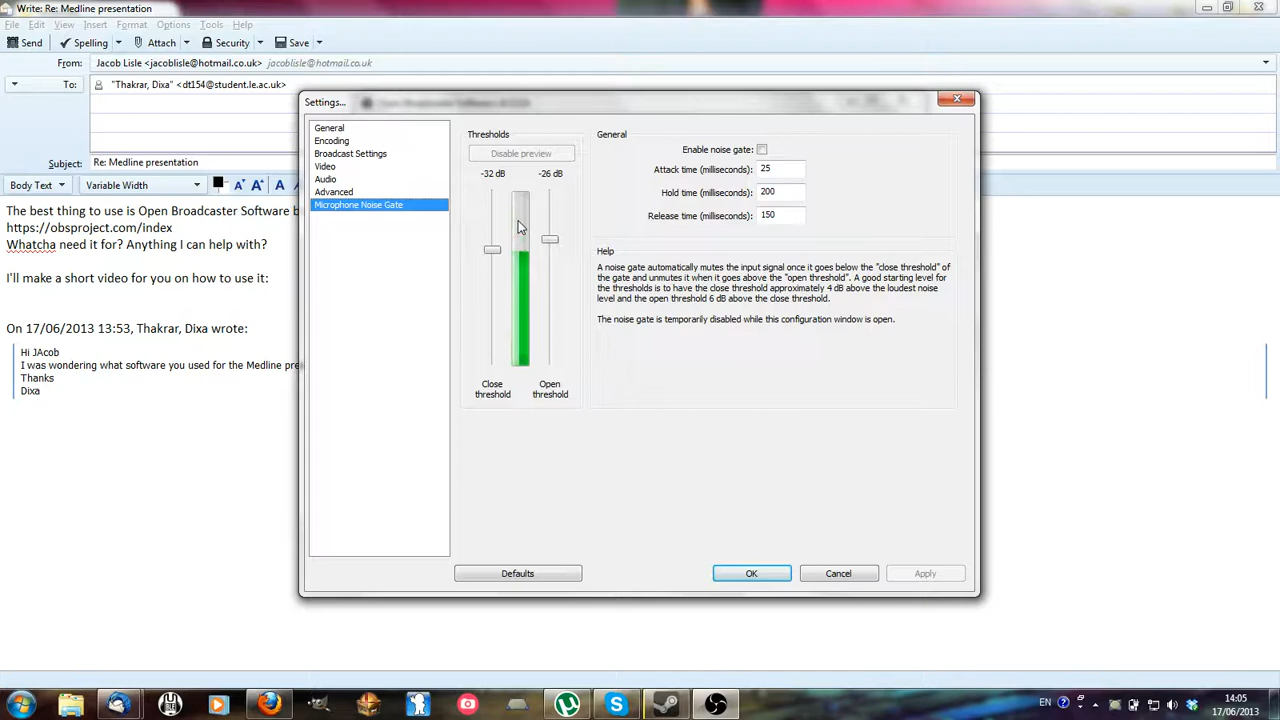 Write: Re: Medline presentation
File Edit View Insert Format Options Tools Help
Send Spelling Attach Security Save
From: Jacob Lisle <jacoblisle@hotmail.co.uk> jacoblisle@hotmail.co.uk
To: "Thakrar, Dixa" <dt154@student.le.ac.uk>
Subject: Re: Medline presentation
Body Text Variable Width
The best thing to use is Open Broadcaster Software b
https://obsproject.com/index
Whatcha need it for? Anything I can help with?
I'll make a short video for you on how to use it:
On 17/06/2013 13:53, Thakrar, Dixa wrote:
Hi JAcob
I was wondering what software you used for the Medline pre
Thanks
Dixa
Settings...
General
Encoding
Broadcast Settings
Video
Audio
Advanced
Microphone Noise Gate
Thresholds
Disable preview
-32 dB -26 dB
Close threshold
Open threshold
General
Enable noise gate:
Attack time (milliseconds): 25
Hold time (milliseconds): 200
Release time (milliseconds): 150
Help
A noise gate automatically mutes the input signal once it goes below the "close threshold" of
the gate and unmutes it when it goes above the "open threshold". A good starting level for
the thresholds is to have the close threshold approximately 4 dB above the loudest noise
level and the open threshold 6 dB above the close threshold.
The noise gate is temporarily disabled while this configuration window is open.
Defaults OK Cancel Apply
EN 14:05
17/06/2013